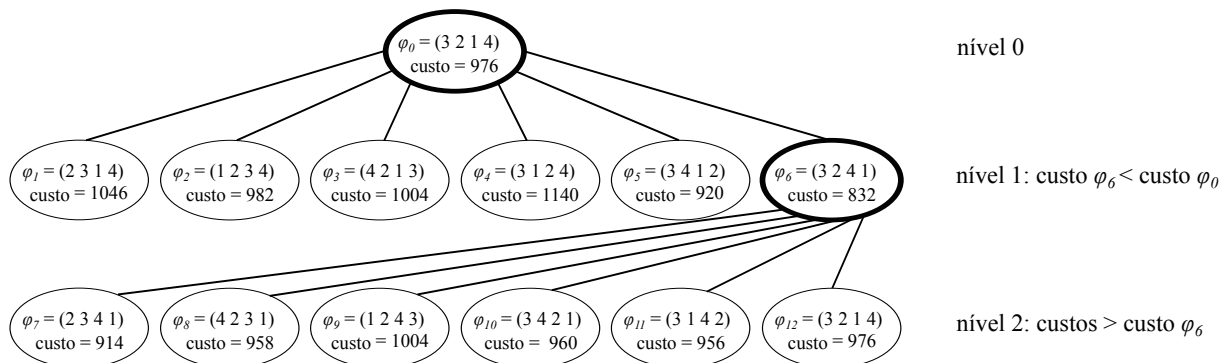 φ0 = (3 2 1 4)
custo = 976
nível 0
φ1 = (2 3 1 4)
custo = 1046
φ2 = (1 2 3 4)
custo = 982
φ3 = (4 2 1 3)
custo = 1004
φ4 = (3 1 2 4)
custo = 1140
φ5 = (3 4 1 2)
custo = 920
φ6 = (3 2 4 1)
custo = 832
nível 1: custo φ6 < custo φ0
φ7 = (2 3 4 1)
custo = 914
φ8 = (4 2 3 1)
custo = 958
φ9 = (1 2 4 3)
custo = 1004
φ10 = (3 4 2 1)
custo = 960
φ11 = (3 1 4 2)
custo = 956
φ12 = (3 2 1 4)
custo = 976
nível 2: custos > custo φ6